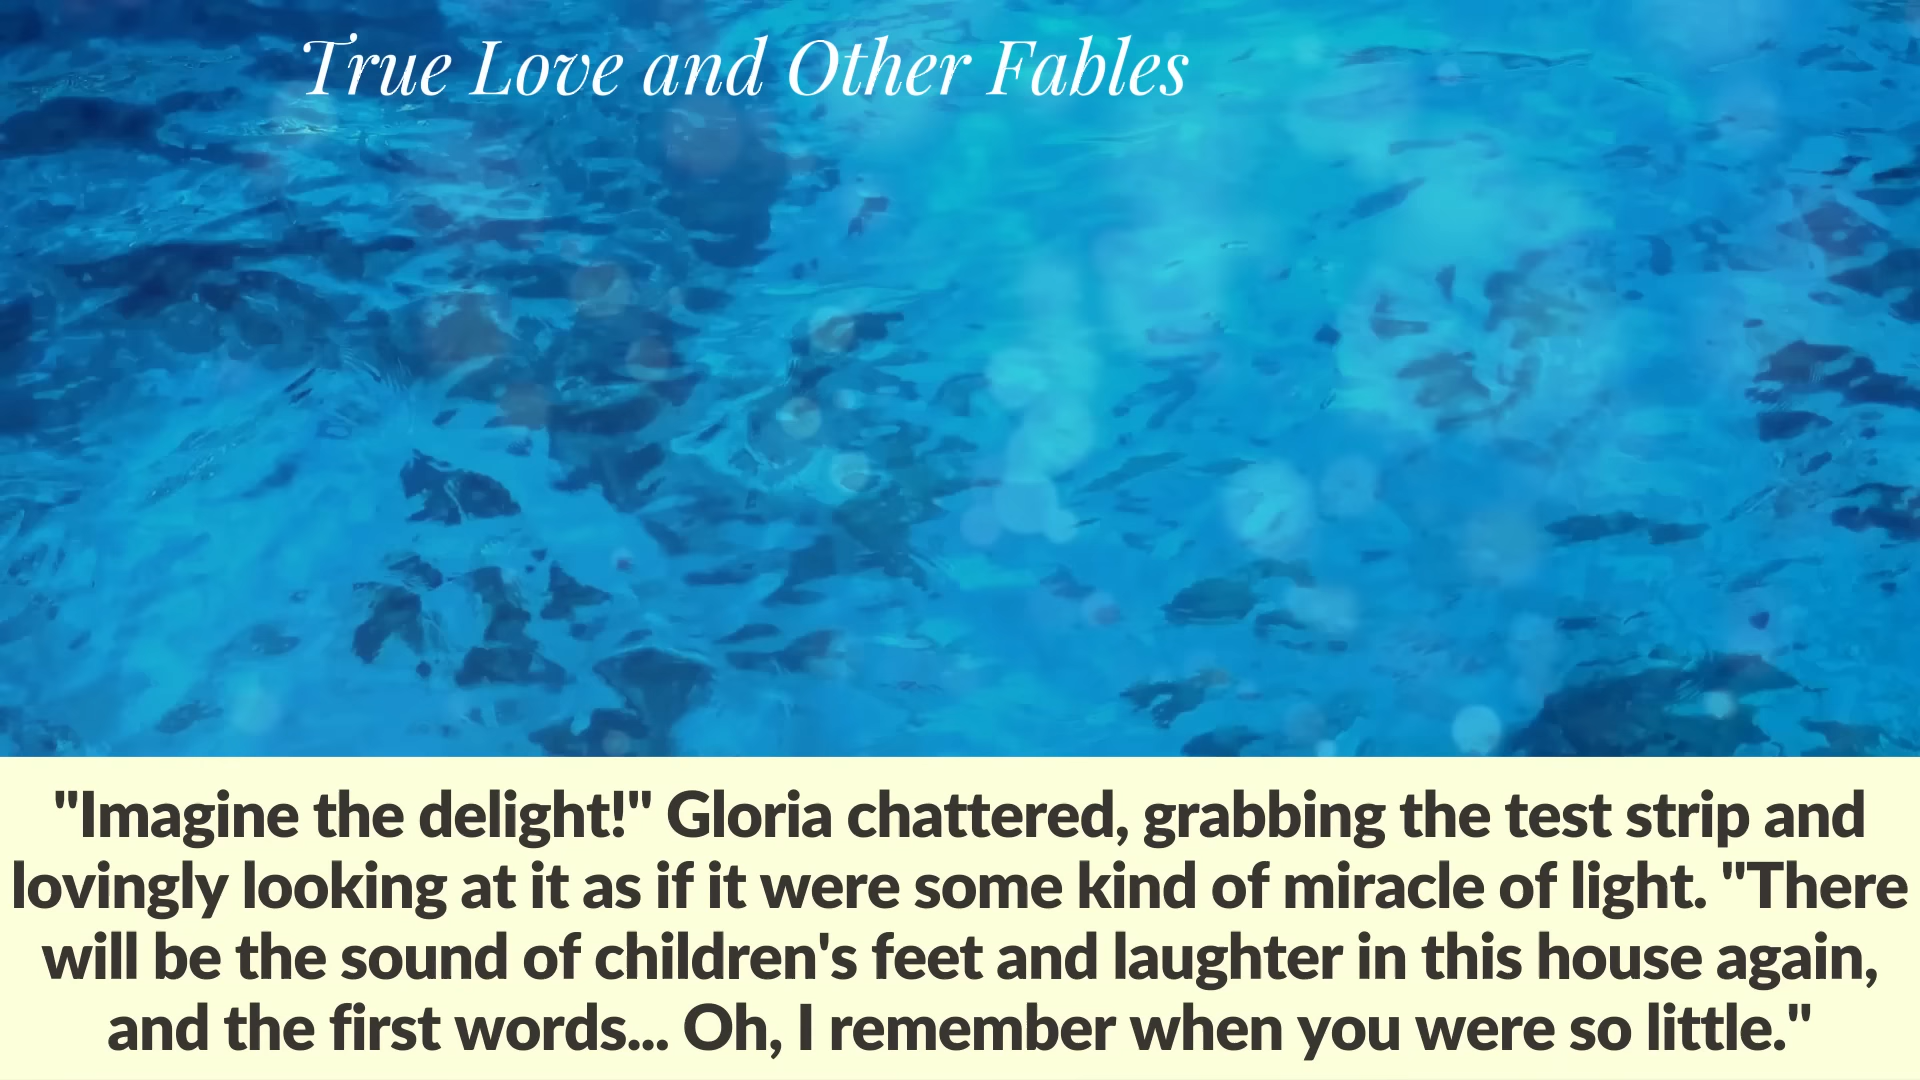 True Love and Other Fables
"Imagine the delight!" Gloria chattered, grabbing the test strip and
lovingly looking at it as if it were some kind of miracle of light. "There
will be the sound of children's feet and laughter in this house again,
and the first words... Oh, I remember when you were so little."